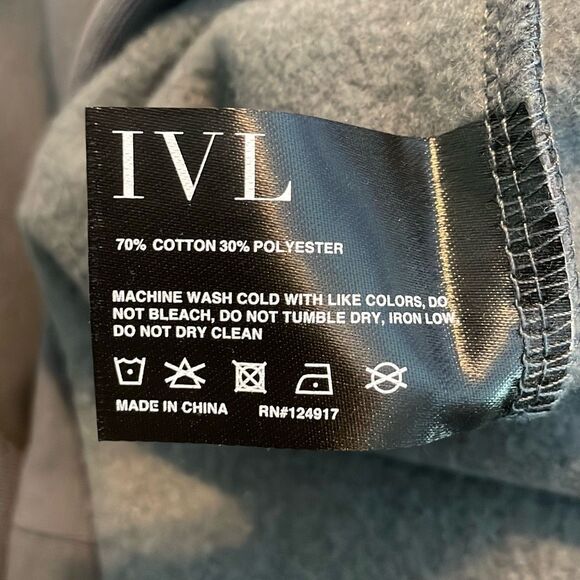 IVL
70% COTTON 30% POLYESTER
MACHINE WASH COLD WITH LIKE COLORS, DO
NOT BLEACH, DO NOT TUMBLE DRY, IRON LOW,
DO NOT DRY CLEAN
MADE IN CHINA RN#124917